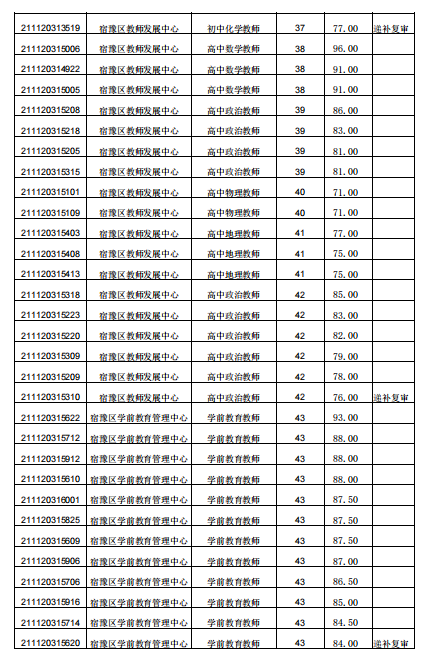 211120313519 宿豫区教师发展中心 初中化学教师 37 77.00 递补复审
211120315006 宿豫区教师发展中心 高中数学教师 38 96.00
211120314922 宿豫区教师发展中心 高中数学教师 38 91.00
211120315005 宿豫区教师发展中心 高中数学教师 38 91.00
211120315208 宿豫区教师发展中心 高中政治教师 39 86.00
211120315218 宿豫区教师发展中心 高中政治教师 39 83.00
211120315205 宿豫区教师发展中心 高中政治教师 39 81.00
211120315315 宿豫区教师发展中心 高中政治教师 39 81.00
211120315101 宿豫区教师发展中心 高中物理教师 40 71.00
211120315109 宿豫区教师发展中心 高中物理教师 40 71.00
211120315403 宿豫区教师发展中心 高中地理教师 41 77.00
211120315408 宿豫区教师发展中心 高中地理教师 41 75.00
211120315413 宿豫区教师发展中心 高中地理教师 41 75.00
211120315318 宿豫区教师发展中心 高中政治教师 42 85.00
211120315223 宿豫区教师发展中心 高中政治教师 42 83.00
211120315220 宿豫区教师发展中心 高中政治教师 42 82.00
211120315309 宿豫区教师发展中心 高中政治教师 42 79.00
211120315209 宿豫区教师发展中心 高中政治教师 42 78.00
211120315310 宿豫区教师发展中心 高中政治教师 42 76.00 递补复审
211120315622 宿豫区学前教育管理中心 学前教育教师 43 93.00
211120315712 宿豫区学前教育管理中心 学前教育教师 43 88.00
211120315912 宿豫区学前教育管理中心 学前教育教师 43 88.00
211120315610 宿豫区学前教育管理中心 学前教育教师 43 88.00
211120316001 宿豫区学前教育管理中心 学前教育教师 43 87.50
211120315825 宿豫区学前教育管理中心 学前教育教师 43 87.50
211120315609 宿豫区学前教育管理中心 学前教育教师 43 87.50
211120315906 宿豫区学前教育管理中心 学前教育教师 43 87.00
211120315706 宿豫区学前教育管理中心 学前教育教师 43 86.50
211120315916 宿豫区学前教育管理中心 学前教育教师 43 85.00
211120315714 宿豫区学前教育管理中心 学前教育教师 43 84.50
211120315620 宿豫区学前教育管理中心 学前教育教师 43 84.00 递补复审